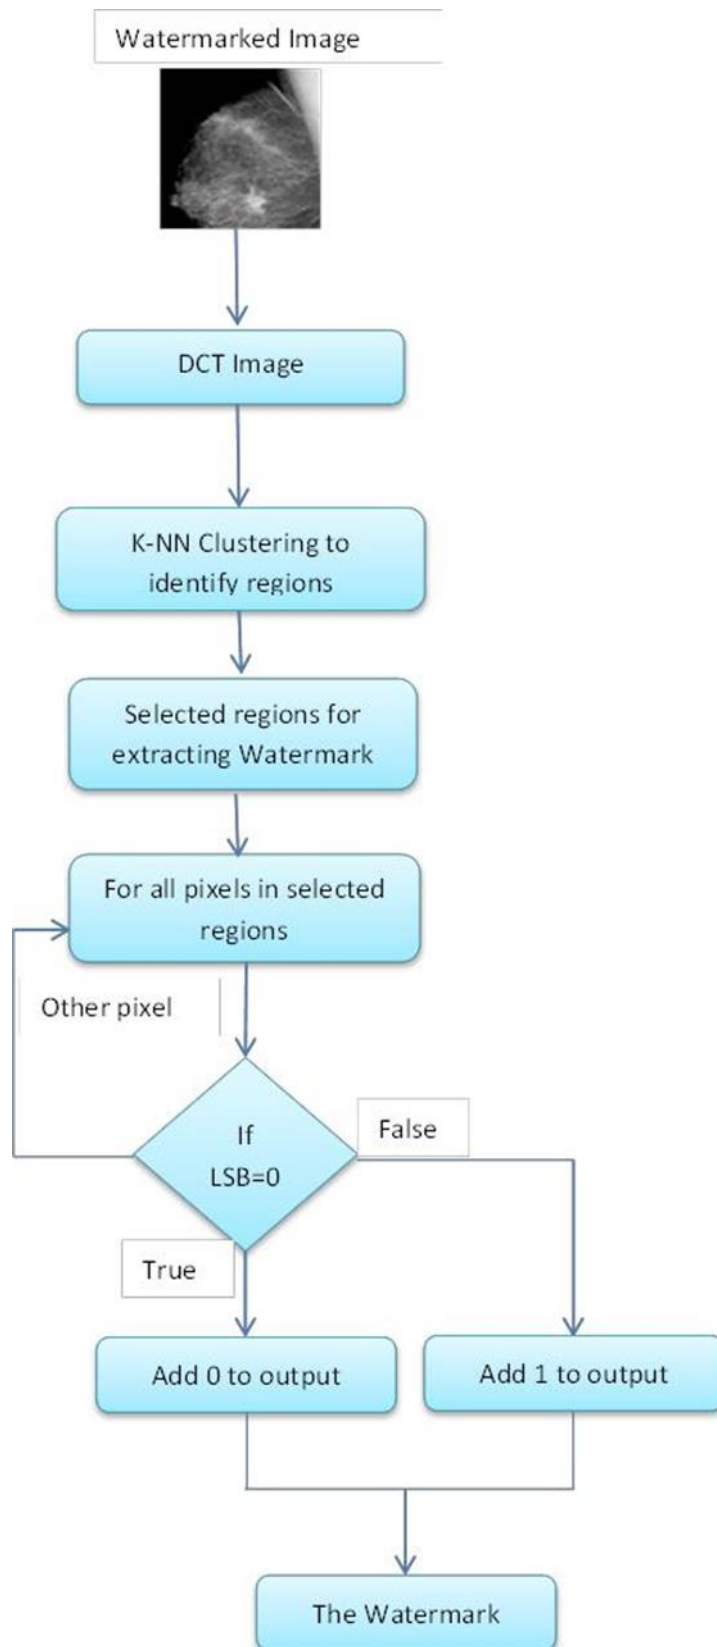 Watermarked Image
DCT Image
K-NN Clustering to
identify regions
Selected regions for
extracting Watermark
For all pixels in selected
regions
Other pixel
If
LSB=0
False
True
Add 0 to output
Add 1 to output
The Watermark